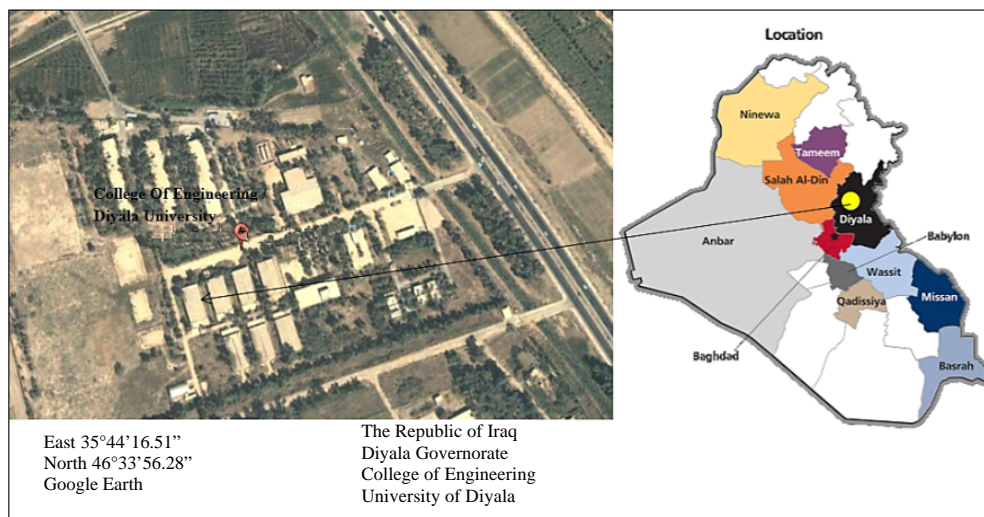 College Of Engineering /
Diyala University
Location
Ninewa
Tameem
Salah Al-Din
Diyala
Anbar
Babylon
Wassit
Qadissiya
Missan
Baghdad
Basrah
East 35°44’16.51”
North 46°33’56.28”
Google Earth
The Republic of Iraq
Diyala Governorate
College of Engineering
University of Diyala